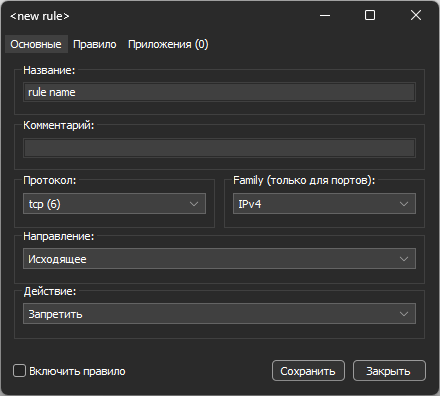 <new rule>
Основные Правило Приложения (0)
Название:
rule name
Комментарий:
Протокол: Family (только для портов):
tcp (6) IPv4
Направление:
Исходящее
Действие:
Запретить
Включить правило Сохранить Закрыть